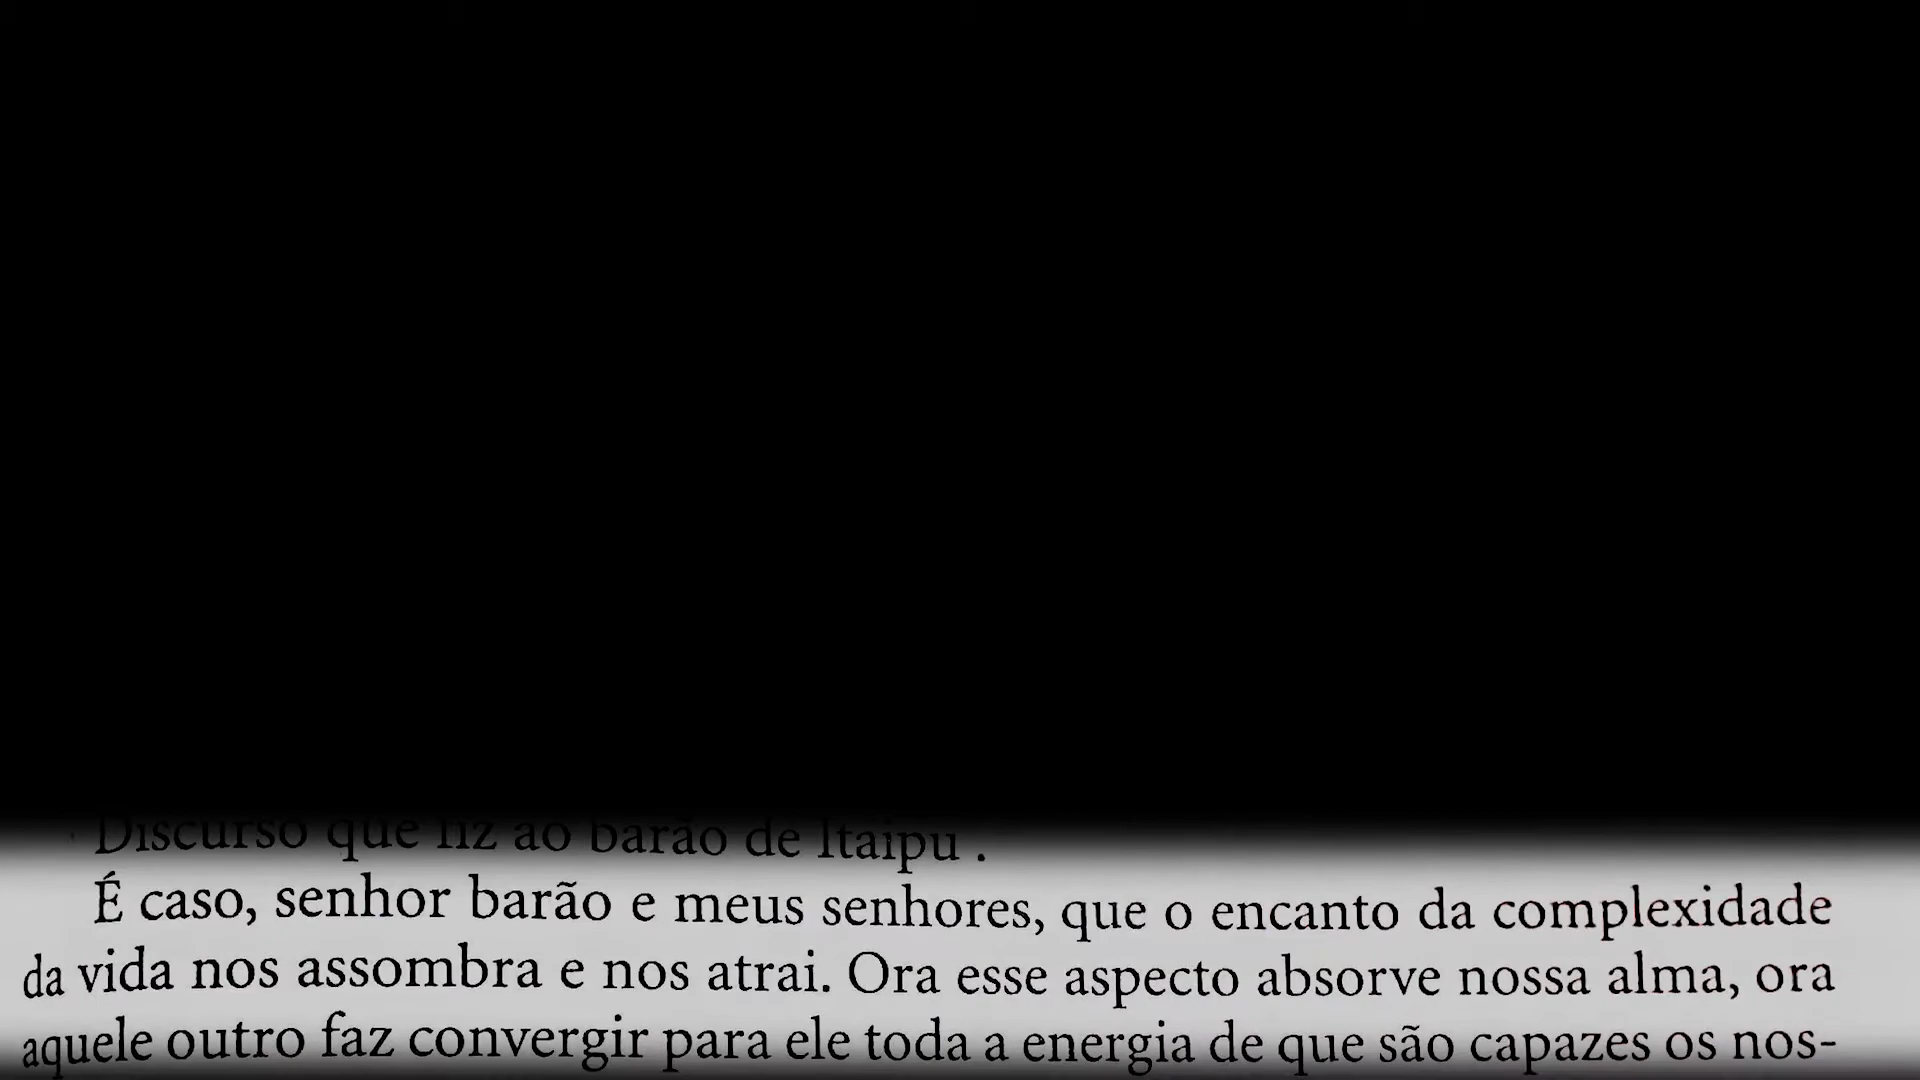 Discurso que fiz ao barão de Itaipu .
É caso, senhor barão e meus senhores, que o encanto da complexidade
da vida nos assombra e nos atrai. Ora esse aspecto absorve nossa alma, ora
aquele outro faz convergir para ele toda a energia de que são capazes os nos-